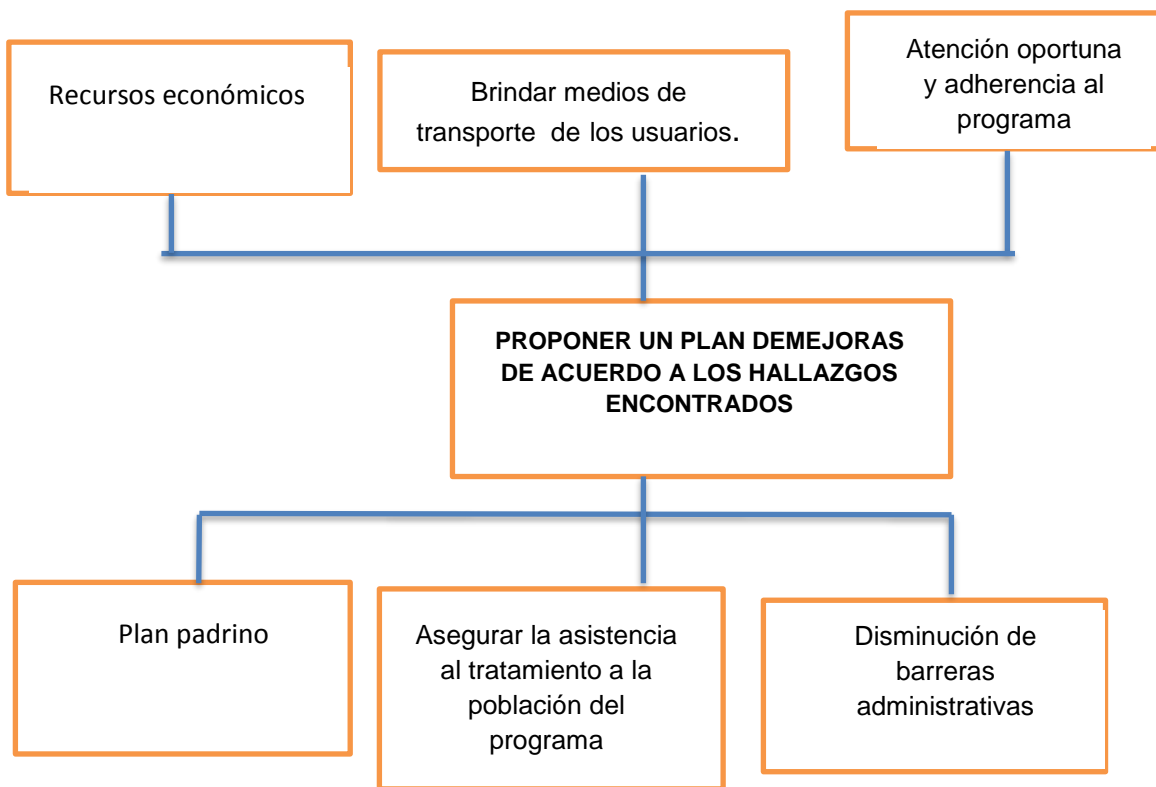 Recursos económicos
Brindar medios de
transporte de los usuarios.
Atención oportuna
y adherencia al
programa
PROPONER UN PLAN DEMEJORAS
DE ACUERDO A LOS HALLAZGOS
ENCONTRADOS
Plan padrino
Asegurar la asistencia
al tratamiento a la
población del
programa
Disminución de
barreras
administrativas